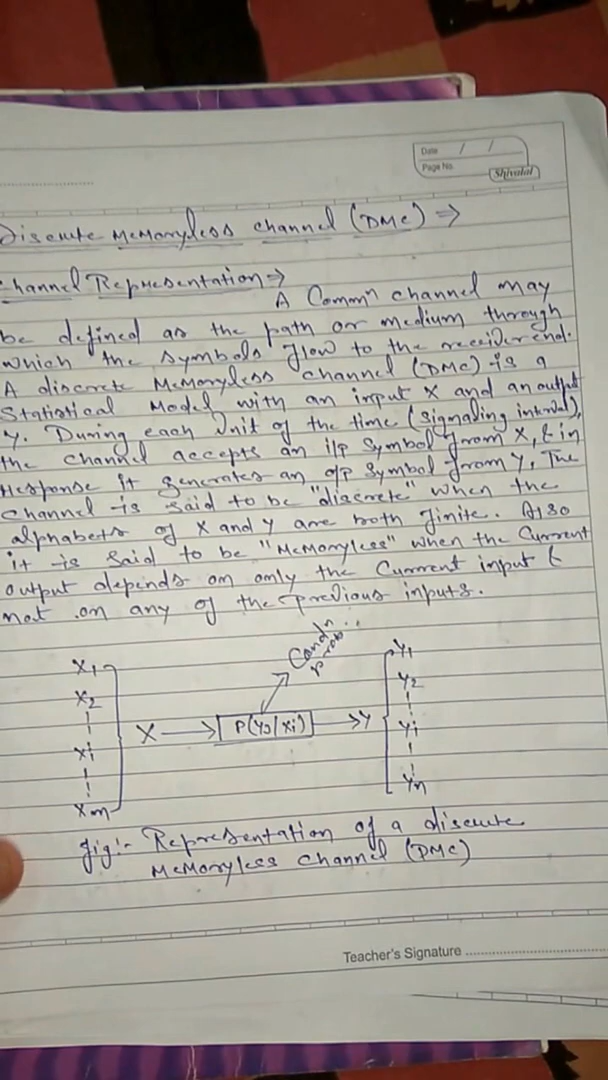 Date / /
Page No.
Shivalal
Discrete Memoryless channel (DMC) ⇒
Channel Representation ⇒
A Commn channel may
be defined as the path or medium through
which the symbols flow to the receiver end.
A discrete Memoryless channel (DMC) is a
Statistical Model with an input X and an output
Y. During each Unit of the time (signaling interval),
the channel accepts an i/p symbol from X, & in
response it generates an o/p symbol from Y. The
channel is said to be "discrete" when the
alphabets of X and Y are both finite. Also
it is said to be "Memoryless" when the current
output depends on only the current input &
not on any of the previous inputs.
Condn
prob..
X1
X2
Xi
Xm
X → P(Yj/Xi) → Y
Y1
Y2
Yi
Yn
fig:- Representation of a discrete
Memoryless channel (DMC)
Teacher's Signature